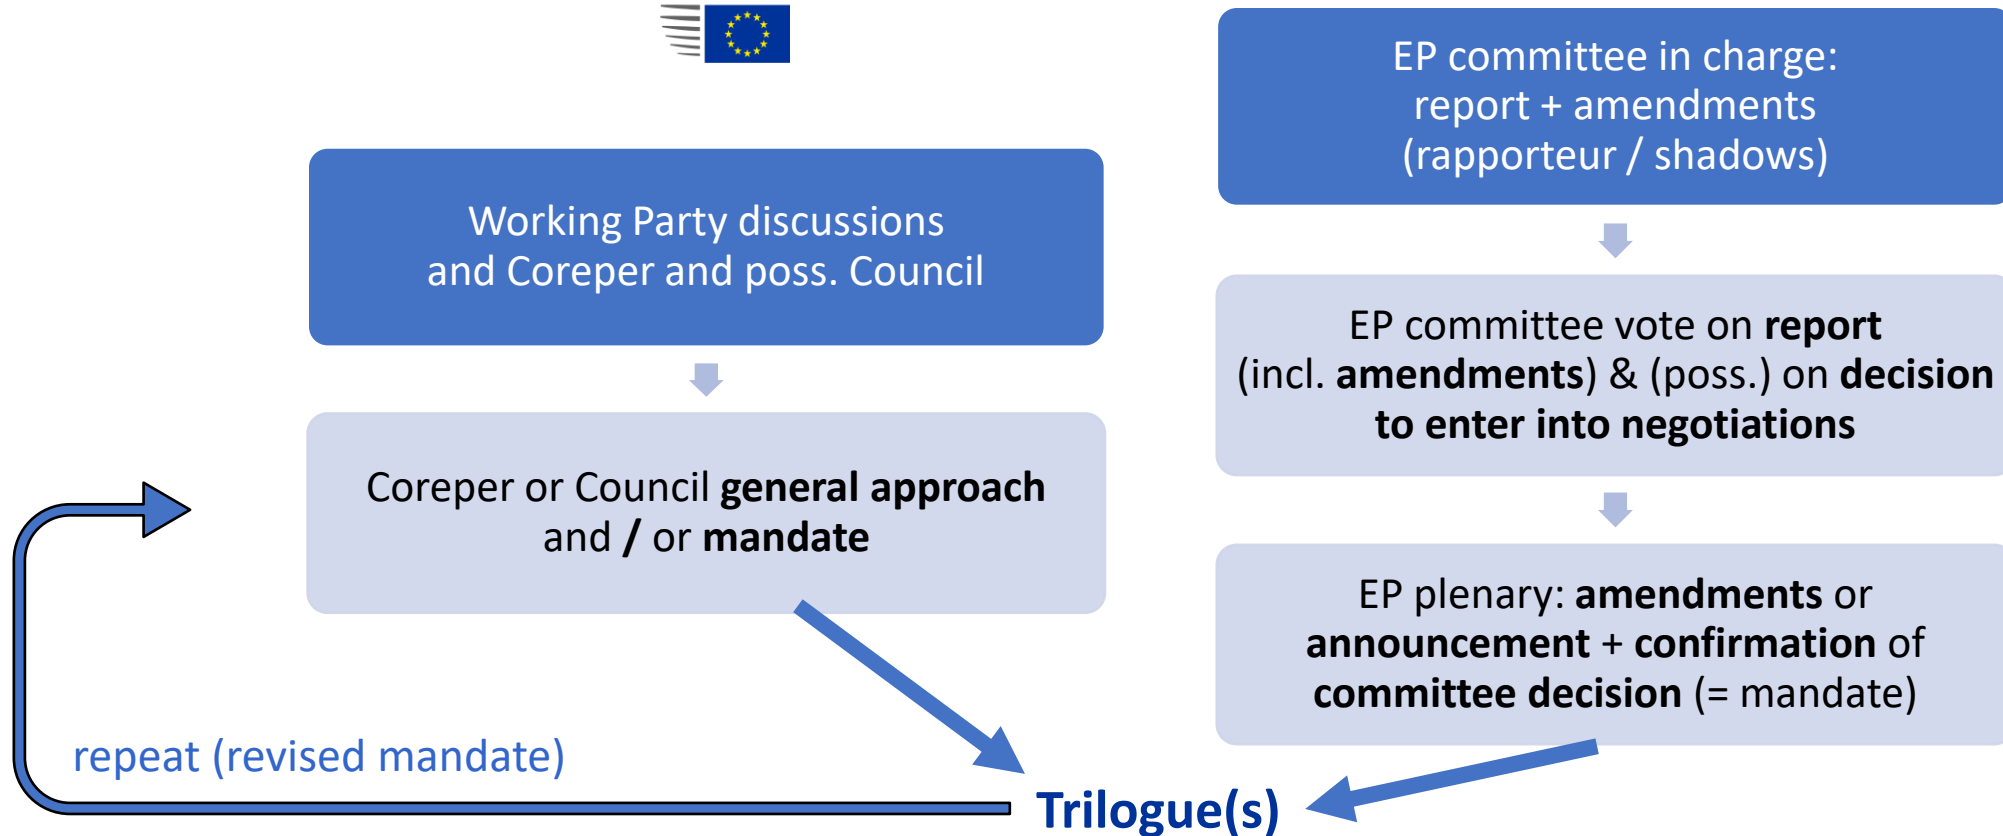 Working Party discussions
and Coreper and poss. Council
Coreper or Council general approach
and / or mandate
EP committee in charge:
report + amendments
(rapporteur / shadows)
EP committee vote on report
(incl. amendments) & (poss.) on decision
to enter into negotiations
EP plenary: amendments or
announcement + confirmation of
committee decision (= mandate)
repeat (revised mandate)
Trilogue(s)